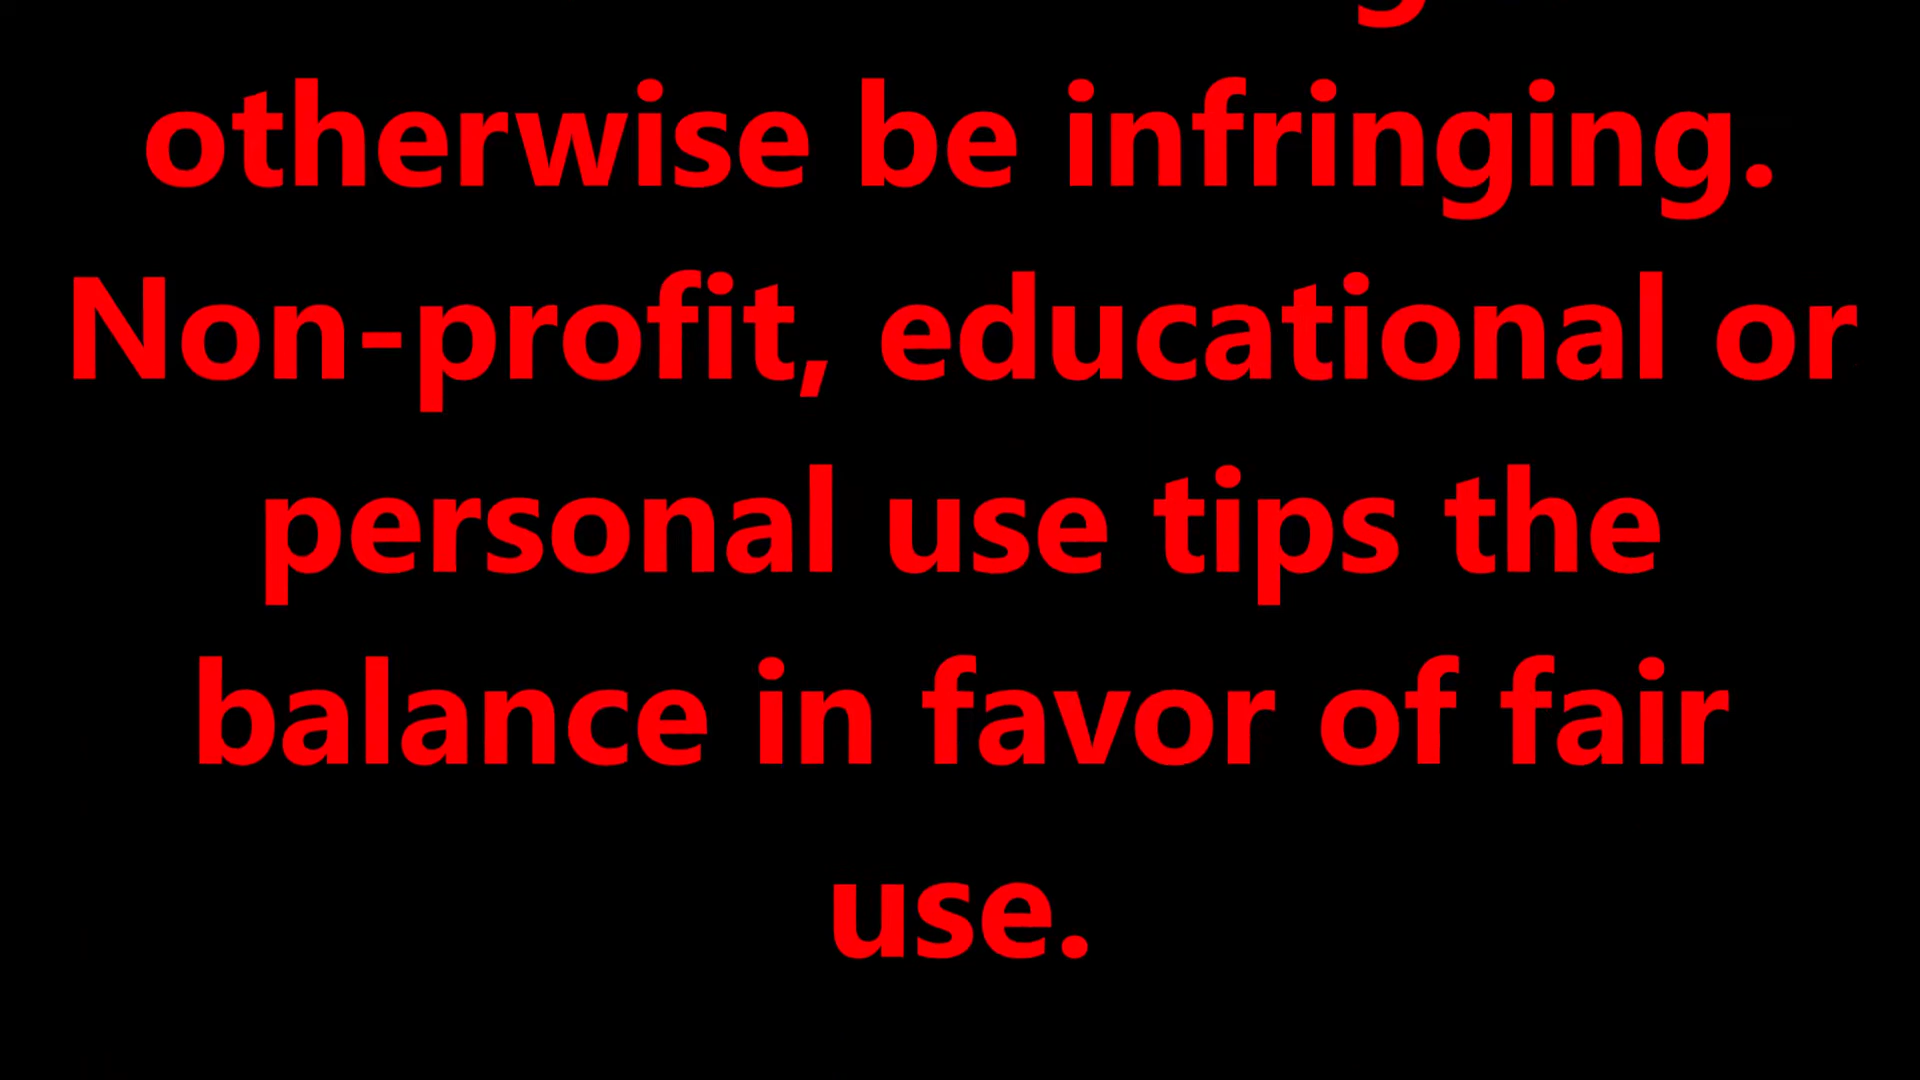 otherwise be infringing.
Non-profit, educational or
personal use tips the
balance in favor of fair
use.